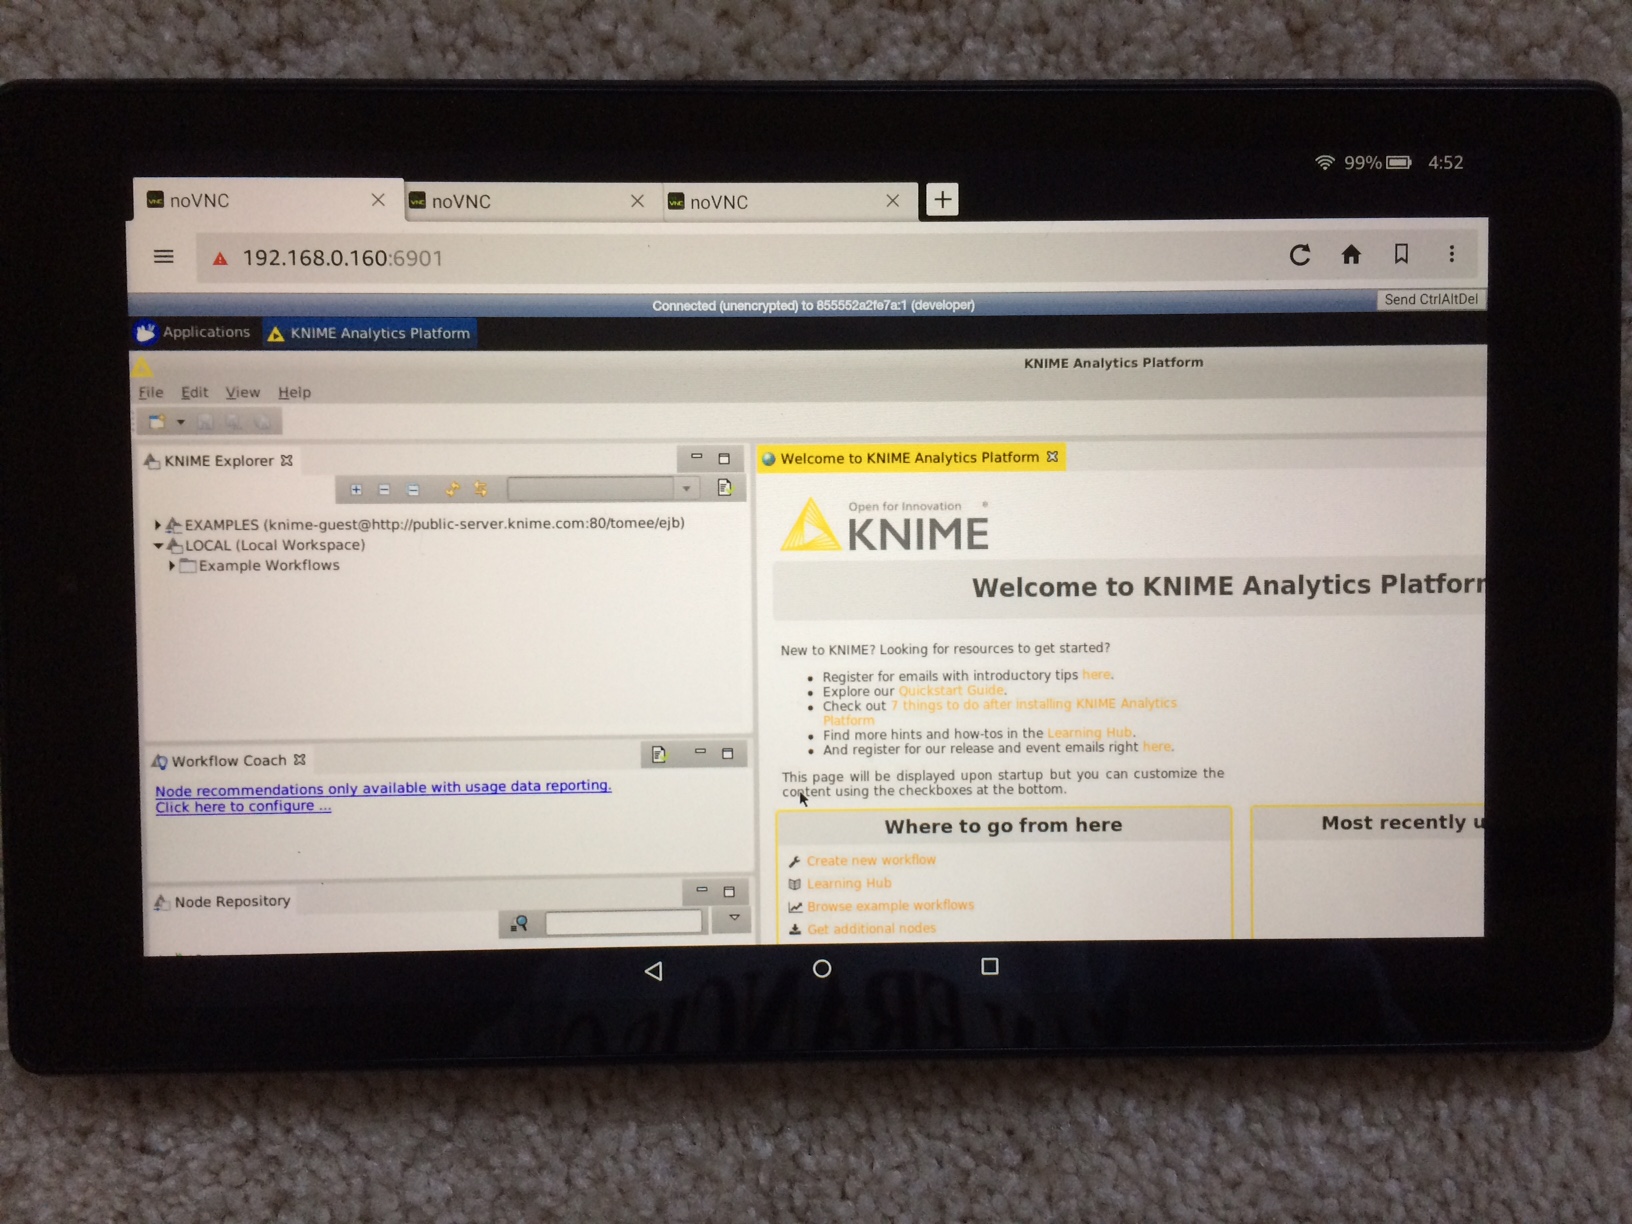 99% 4:52
noVNC noVNC noVNC
192.168.0.160:6901
Connected (unencrypted) to 855552a2fe7a:1 (developer) Send CtrlAltDel
Applications KNIME Analytics Platform
KNIME Analytics Platform
File Edit View Help
KNIME Explorer
EXAMPLES (knime-guest@http://public-server.knime.com:80/tomee/ejb)
LOCAL (Local Workspace)
Example Workflows
Workflow Coach
Node recommendations only available with usage data reporting.
Click here to configure ...
Node Repository
Welcome to KNIME Analytics Platform
Open for Innovation ®
KNIME
Welcome to KNIME Analytics Platfor
New to KNIME? Looking for resources to get started?
• Register for emails with introductory tips here.
• Explore our Quickstart Guide.
• Check out 7 things to do after installing KNIME Analytics
Platform
• Find more hints and how-tos in the Learning Hub.
• And register for our release and event emails right here.
This page will be displayed upon startup but you can customize the
content using the checkboxes at the bottom.
Where to go from here
Create new workflow
Learning Hub
Browse example workflows
Get additional nodes
Most recently u